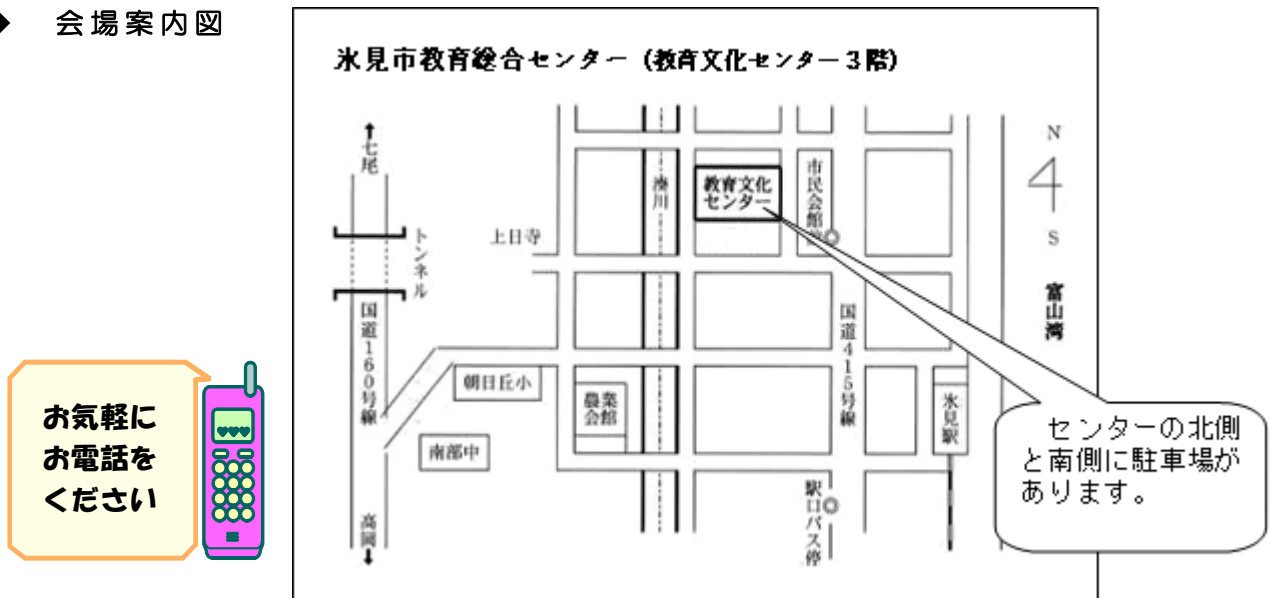 会場案内図
氷見市教育総合センター（教育文化センター３階）
七尾
トンネル
国道160号線
高岡
上日寺
湊川
教育文化
センター
市民会館
N
S
富山湾
国道415号線
朝日丘小
南部中
農業
会館
氷見駅
駅口バス停
センターの北側
と南側に駐車場が
あります。
お気軽に
お電話を
ください